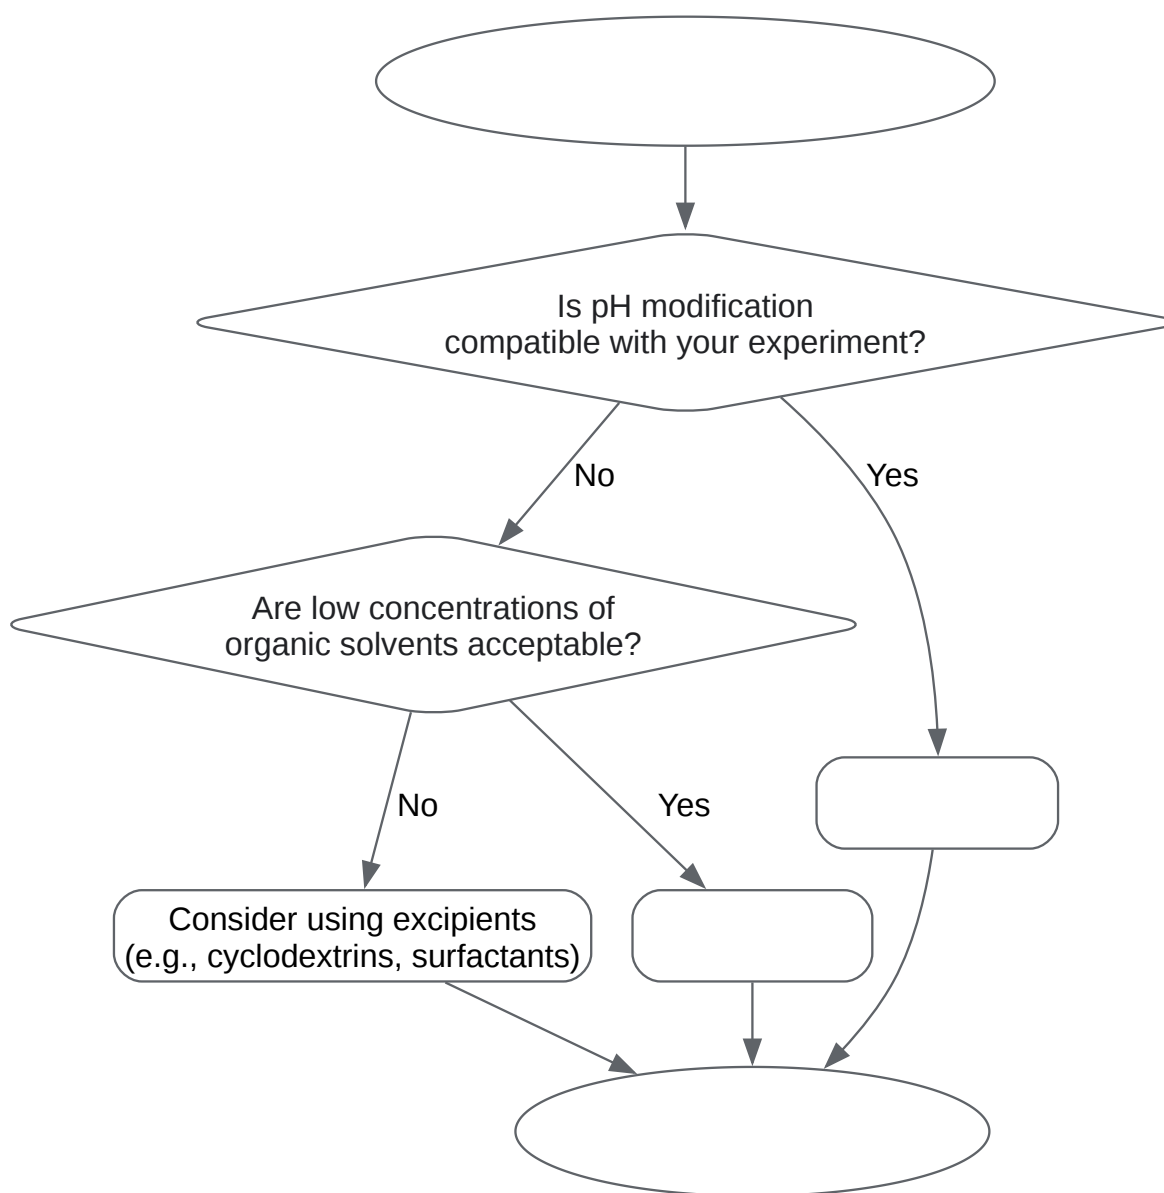 Is pH modification
compatible with your experiment?
No
Yes
Are low concentrations of
organic solvents acceptable?
No
Yes
Consider using excipients
(e.g., cyclodextrins, surfactants)